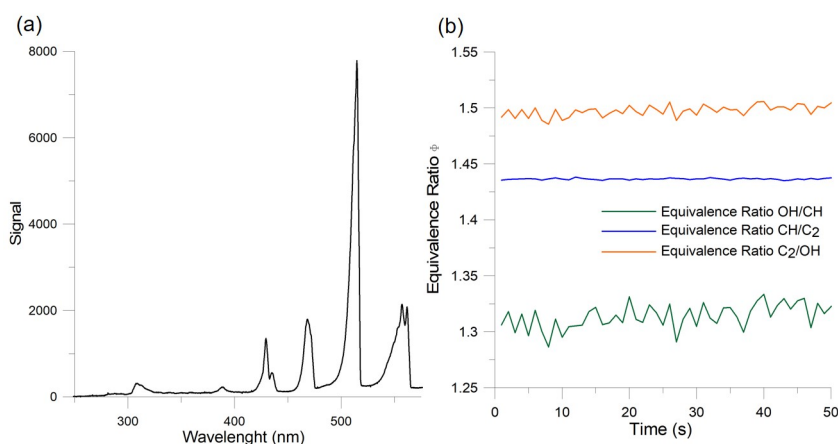 (a)
8000
6000
4000
2000
0
Signal
300
400
500
Wavelenght (nm)
(b)
1.55
1.5
1.45
1.4
1.35
1.3
1.25
Equivalence Ratio Φ
Equivalence Ratio OH/CH
Equivalence Ratio CH/C2
Equivalence Ratio C2/OH
0
10
20
30
40
50
Time (s)